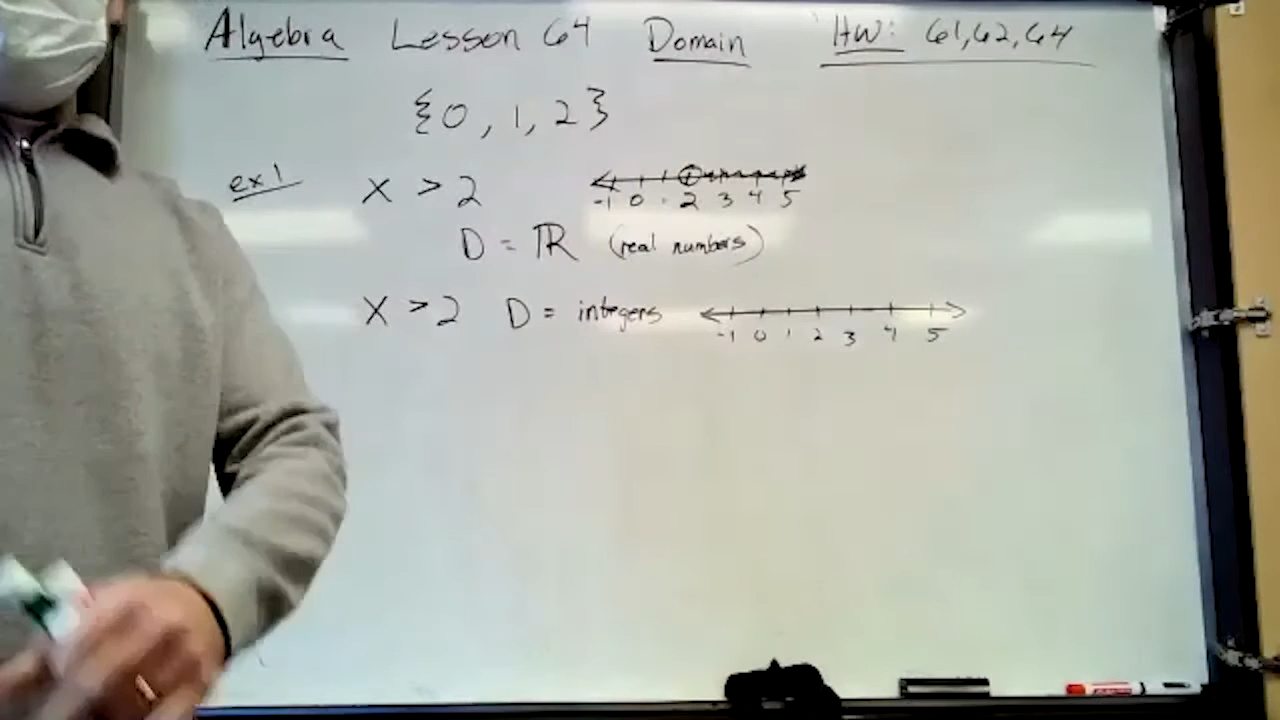 Algebra Lesson 64 Domain HW: 61, 62, 64
{0, 1, 2}
ex 1 X > 2
-1 0 2 3 4 5
D = ℝ (real numbers)
X > 2 D = integers
-1 0 1 2 3 4 5